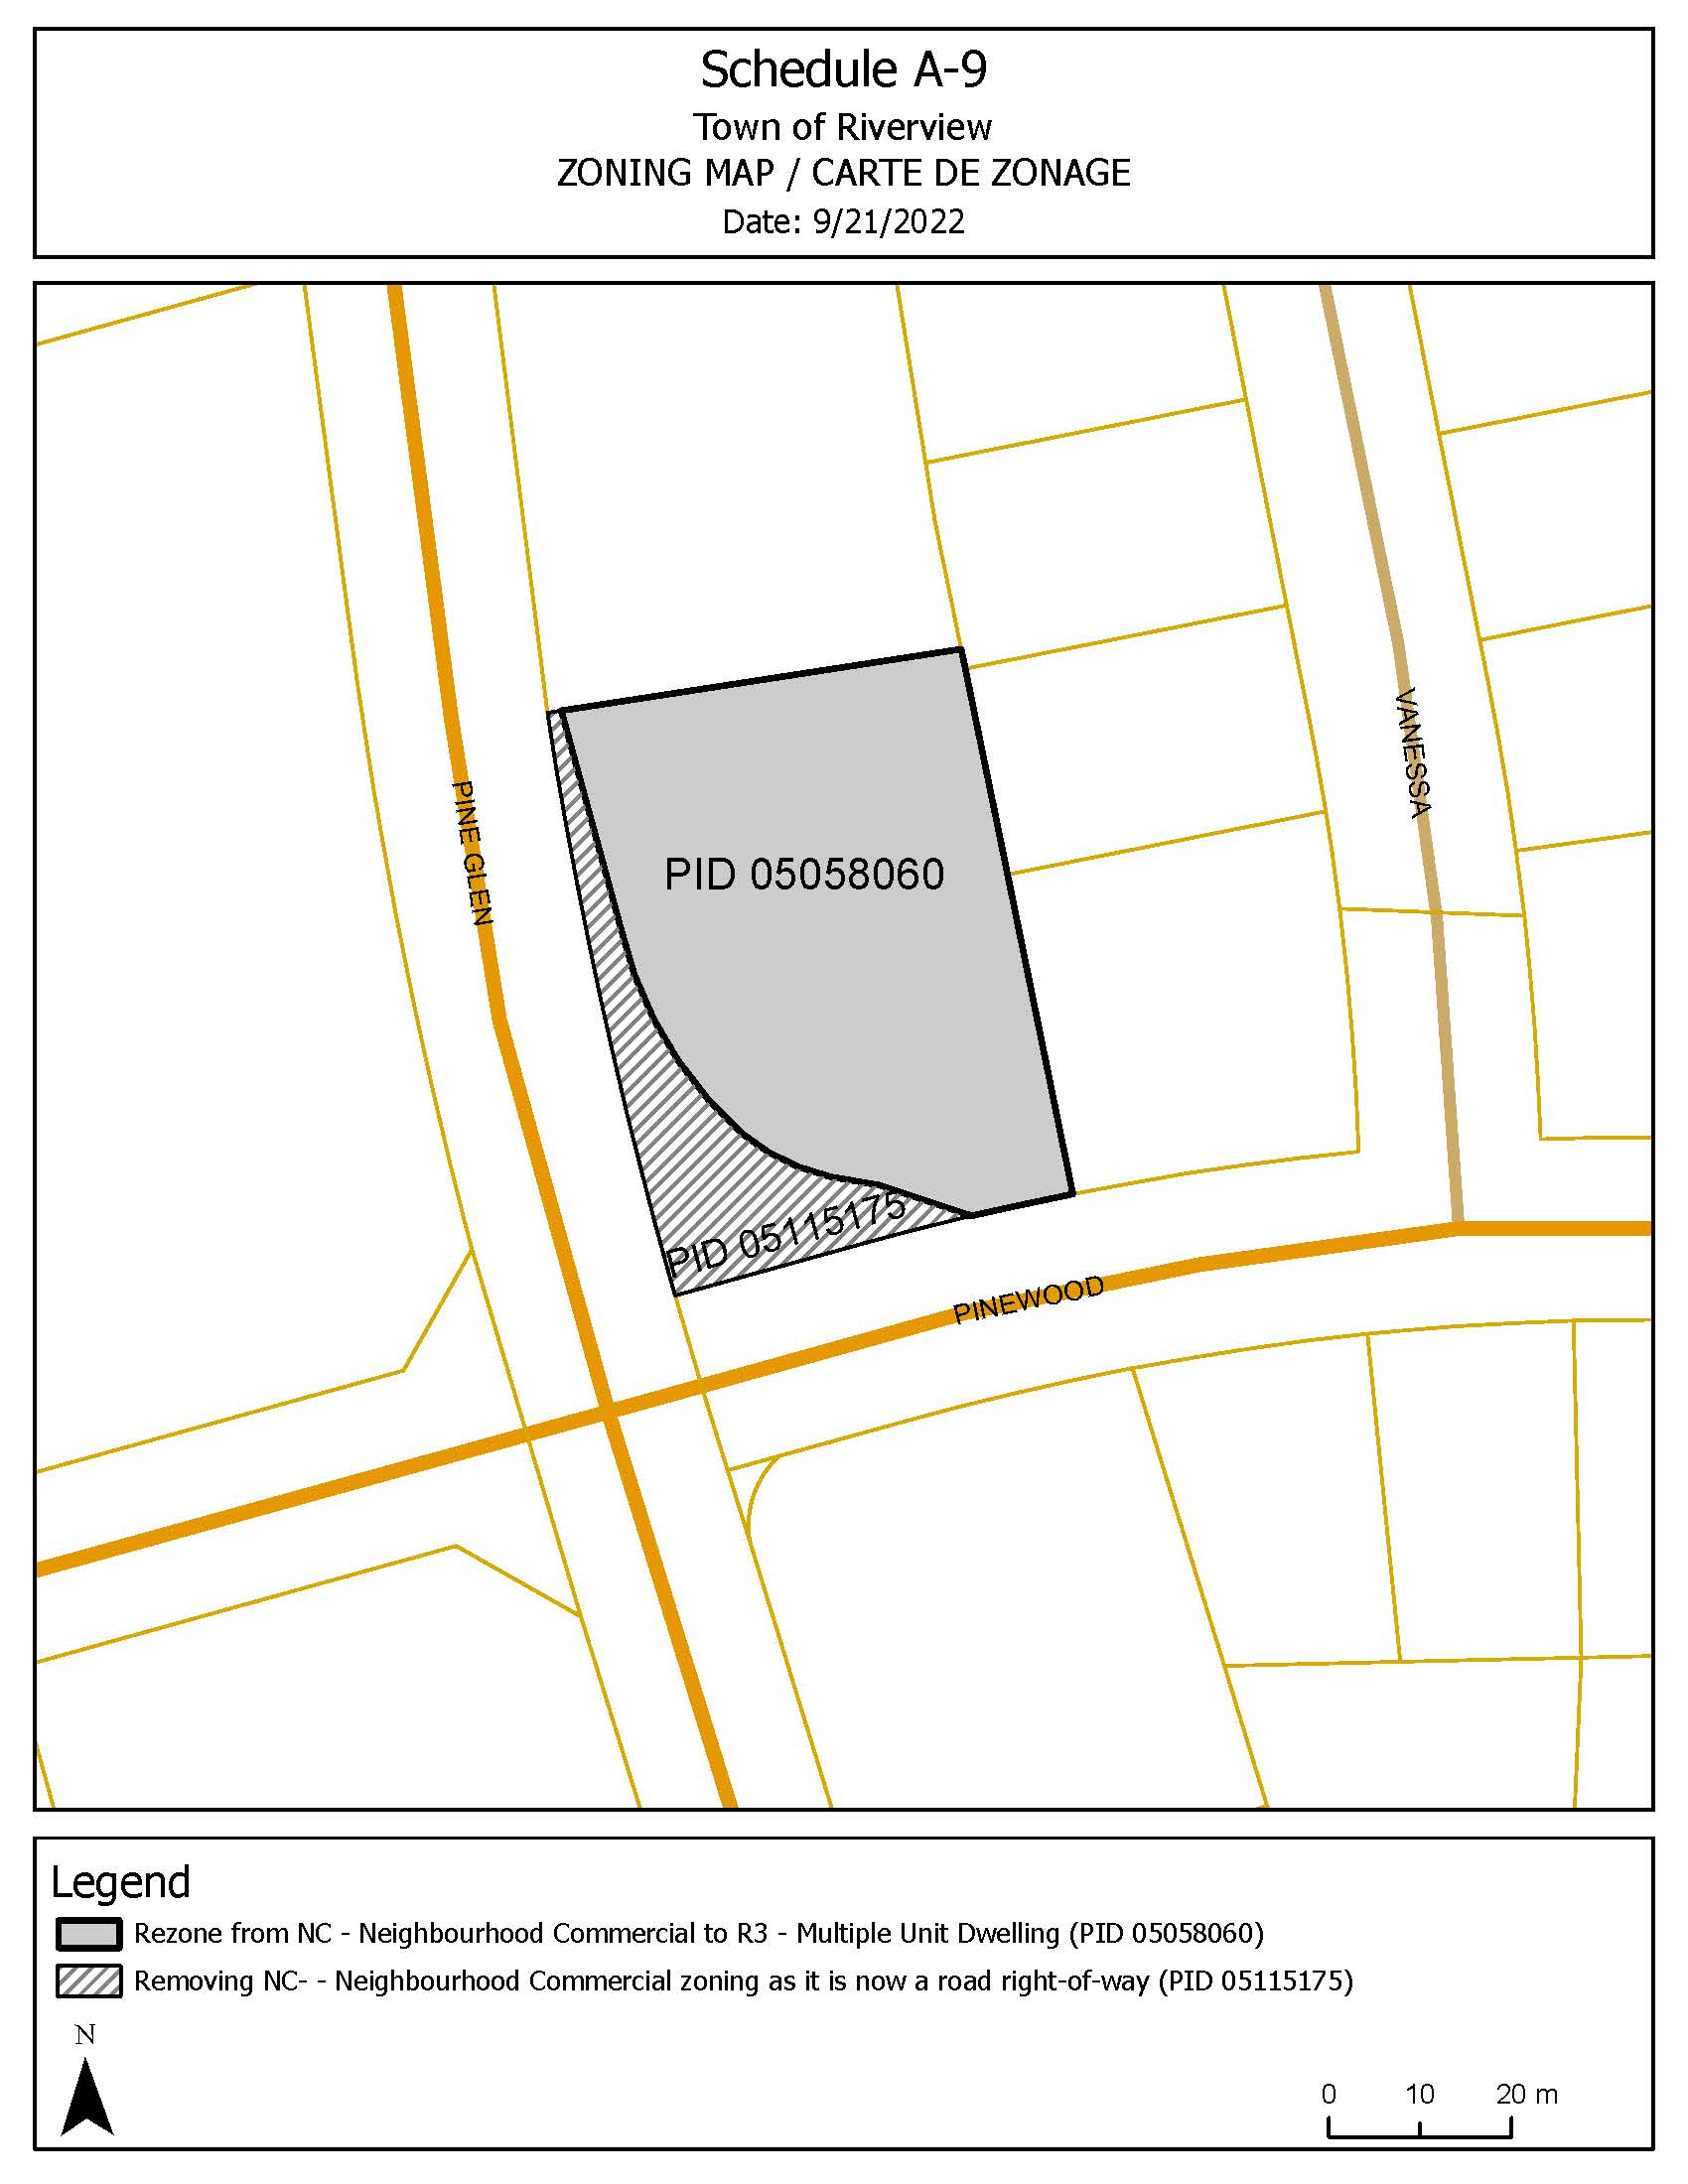 Schedule A-9
Town of Riverview
ZONING MAP / CARTE DE ZONAGE
Date: 9/21/2022
VANESSA
PINE GLEN
PID 05058060
PID 05115175
PINEWOOD
Legend
Rezone from NC - Neighbourhood Commercial to R3 - Multiple Unit Dwelling (PID 05058060)
Removing NC- - Neighbourhood Commercial zoning as it is now a road right-of-way (PID 05115175)
N
0 10 20 m